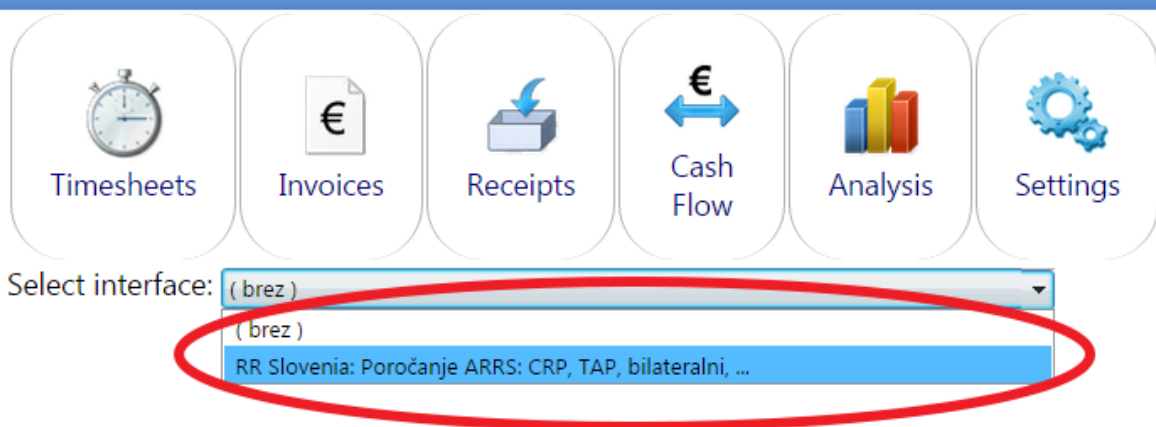 €
€
Timesheets
Invoices
Receipts
Cash
Flow
Analysis
Settings
Select interface: ( brez )
( brez )
RR Slovenia: Poročanje ARRS: CRP, TAP, bilateralni, ...